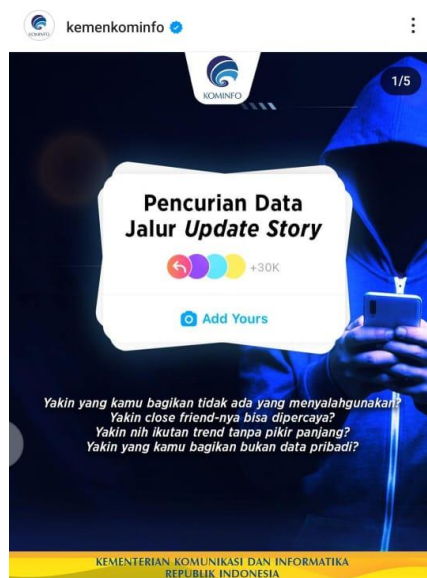 kemenkominfo
KOMINFO
1/5
Pencurian Data
Jalur Update Story
+30K
Add Yours
Yakin yang kamu bagikan tidak ada yang menyalahgunakan?
Yakin close friend-nya bisa dipercaya?
Yakin nih ikutan trend tanpa pikir panjang?
Yakin yang kamu bagikan bukan data pribadi?
KEMENTERIAN KOMUNIKASI DAN INFORMATIKA
REPUBLIK INDONESIA